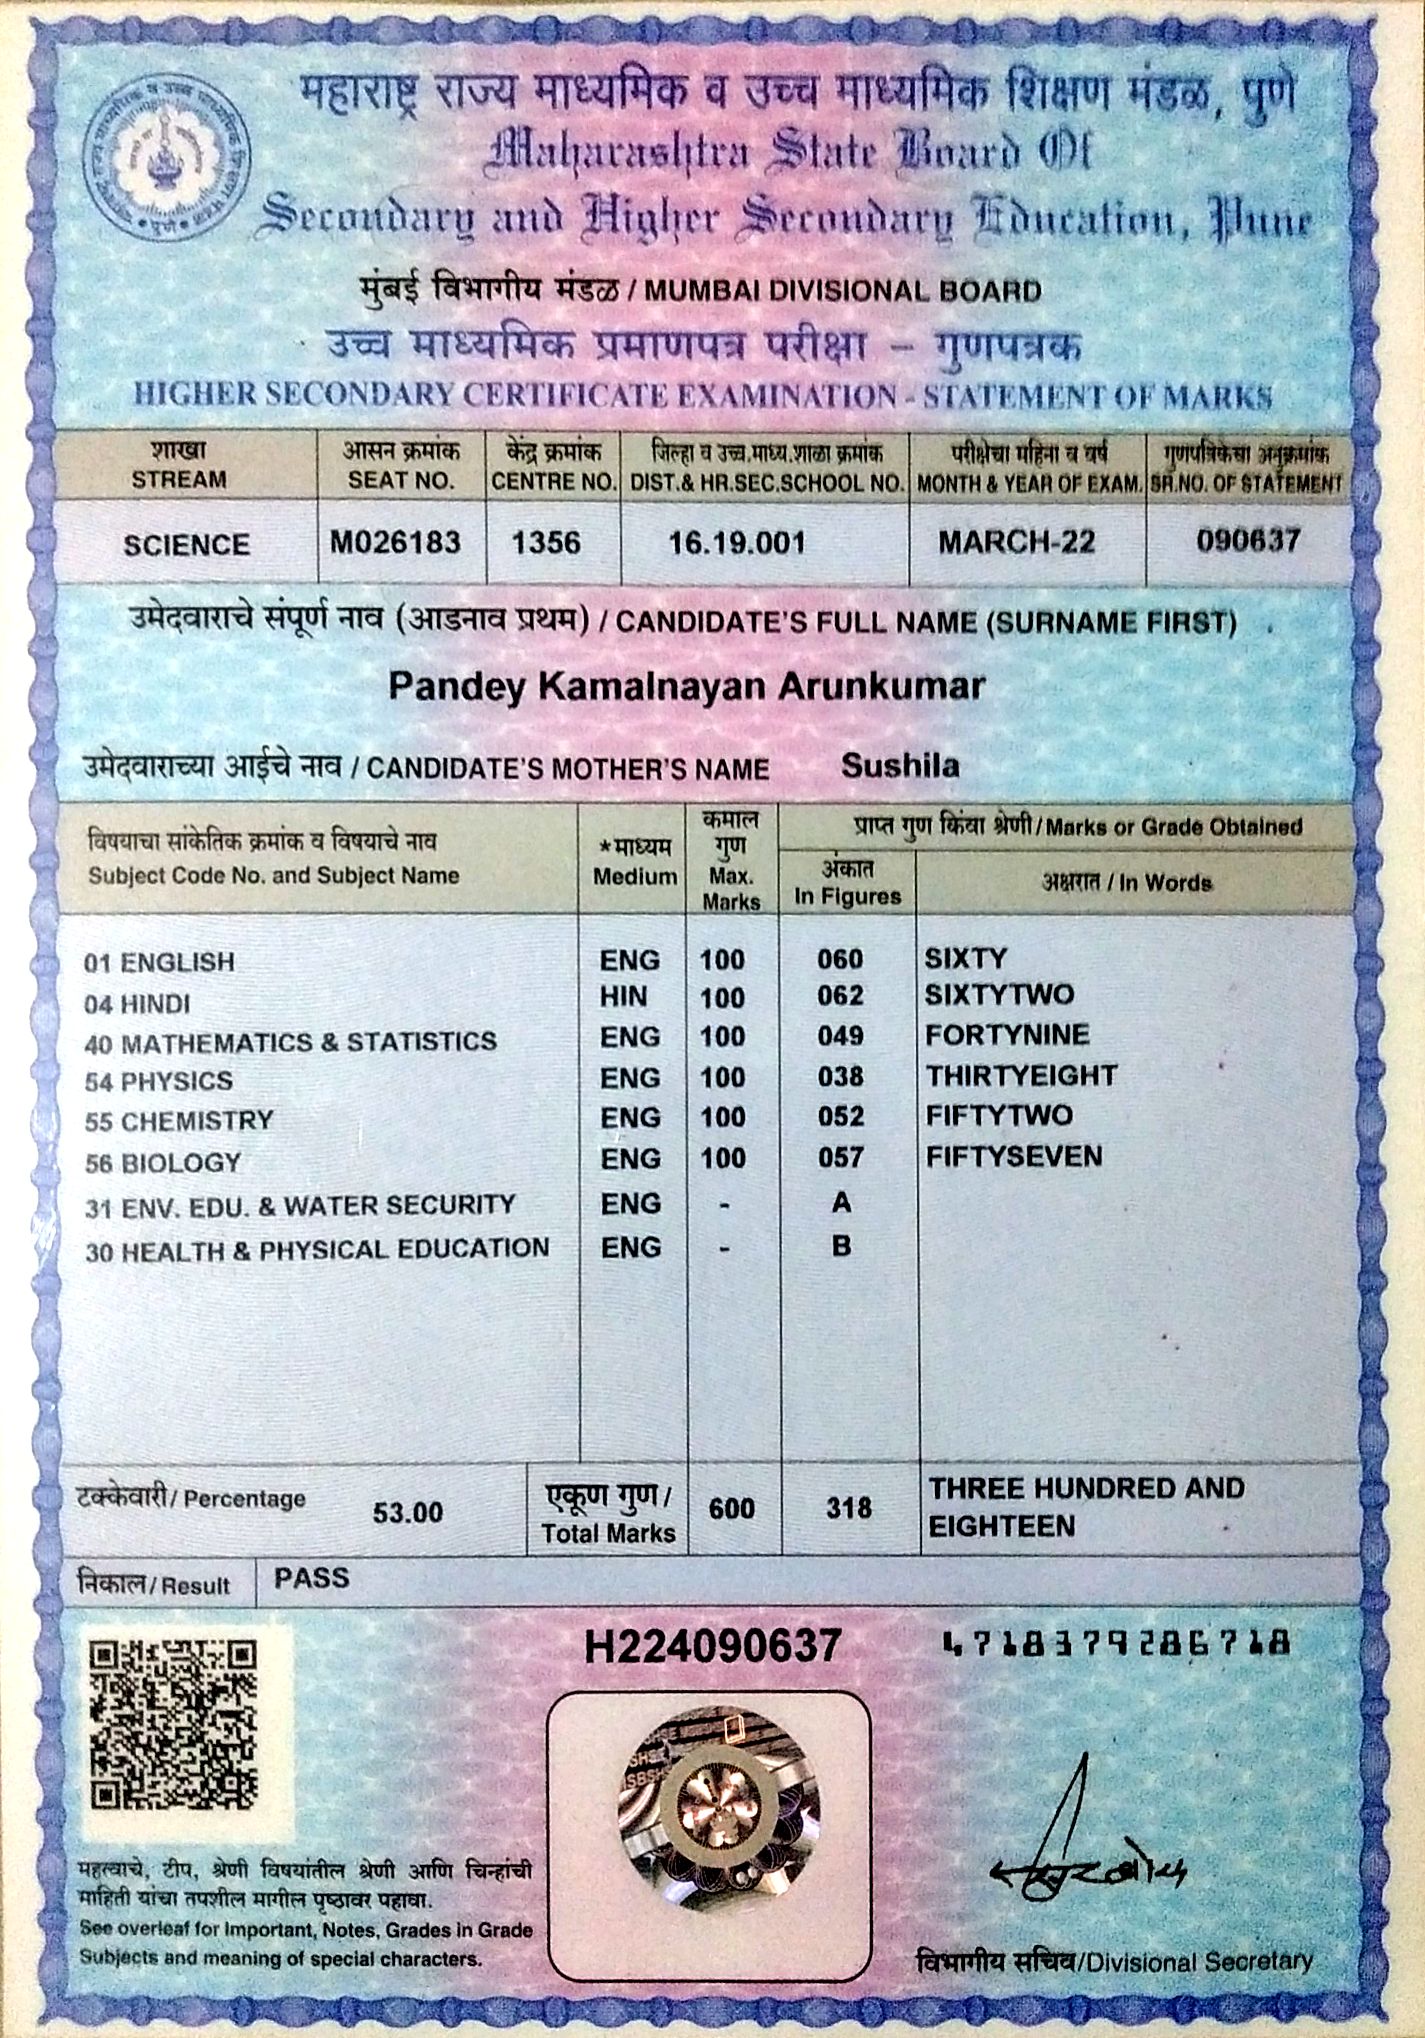 महाराष्ट्र राज्य माध्यमिक व उच्च माध्यमिक शिक्षण मंडळ, पुणे
Maharashtra State Board Of
Secondary and Higher Secondary Education, Pune
मुंबई विभागीय मंडळ / MUMBAI DIVISIONAL BOARD
उच्च माध्यमिक प्रमाणपत्र परीक्षा - गुणपत्रक
HIGHER SECONDARY CERTIFICATE EXAMINATION - STATEMENT OF MARKS
शाखा आसन क्रमांक केंद्र क्रमांक जिल्हा व उच्च.माध्य.शाळा क्रमांक परीक्षेचा महिना व वर्ष गुणपत्रिकेचा अनुक्रमांक
STREAM SEAT NO. CENTRE NO. DIST.& HR.SEC.SCHOOL NO. MONTH & YEAR OF EXAM. SR.NO. OF STATEMENT
SCIENCE M026183 1356 16.19.001 MARCH-22 090637
उमेदवाराचे संपूर्ण नाव (आडनाव प्रथम) / CANDIDATE'S FULL NAME (SURNAME FIRST)
Pandey Kamalnayan Arunkumar
उमेदवाराच्या आईचे नाव / CANDIDATE'S MOTHER'S NAME Sushila
विषयाचा सांकेतिक क्रमांक व विषयाचे नाव
Subject Code No. and Subject Name
*माध्यम
Medium
कमाल
गुण
Max.
Marks
प्राप्त गुण किंवा श्रेणी/Marks or Grade Obtained
अंकात
In Figures
अक्षरात / In Words
01 ENGLISH ENG 100 060 SIXTY
04 HINDI HIN 100 062 SIXTYTWO
40 MATHEMATICS & STATISTICS ENG 100 049 FORTYNINE
54 PHYSICS ENG 100 038 THIRTYEIGHT
55 CHEMISTRY ENG 100 052 FIFTYTWO
56 BIOLOGY ENG 100 057 FIFTYSEVEN
31 ENV. EDU. & WATER SECURITY ENG - A
30 HEALTH & PHYSICAL EDUCATION ENG - B
टक्केवारी/ Percentage 53.00
एकूण गुण/
Total Marks
600 318 THREE HUNDRED AND
EIGHTEEN
निकाल/ Result PASS
H224090637 4718379286718
महत्वाचे, टीप, श्रेणी विषयांतील श्रेणी आणि चिन्हांची
माहिती यांचा तपशील मागील पृष्ठावर पहावा.
See overleaf for Important, Notes, Grades in Grade
Subjects and meaning of special characters.
विभागीय सचिव/Divisional Secretary